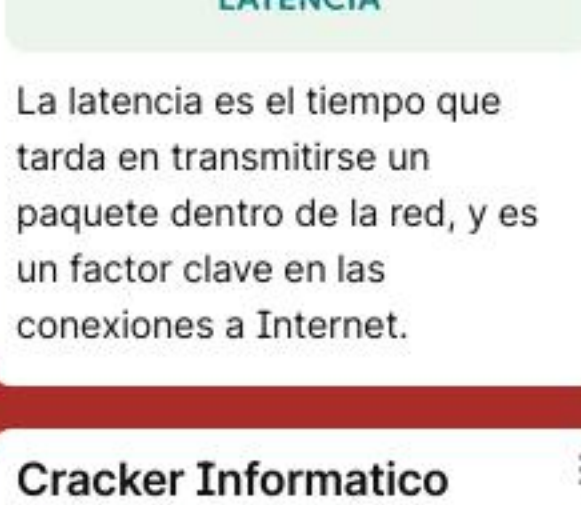 LATENCIA
La latencia es el tiempo que
tarda en transmitirse un
paquete dentro de la red, y es
un factor clave en las
conexiones a Internet.
Cracker Informatico